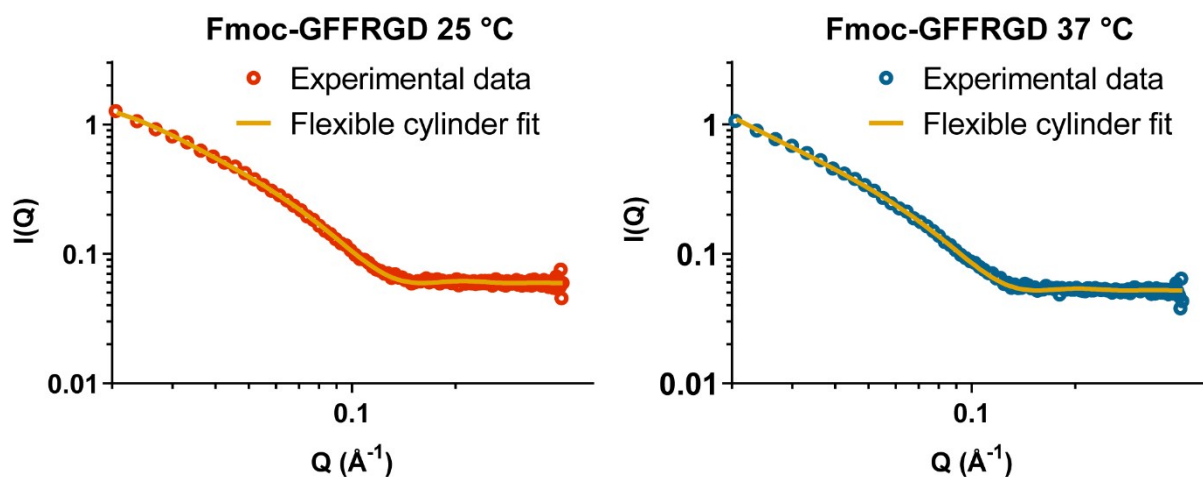 Fmoc-GFFRGD 25 °C
Experimental data
Flexible cylinder fit
1
0.1
0.01
I(Q)
0.1
Q (Å⁻¹)
Fmoc-GFFRGD 37 °C
Experimental data
Flexible cylinder fit
1
0.1
0.01
I(Q)
0.1
Q (Å⁻¹)